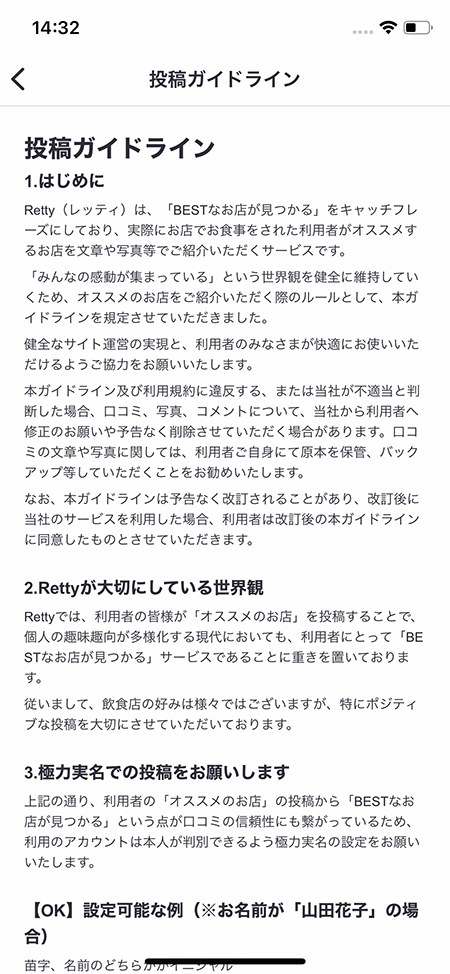 14:32
投稿ガイドライン
投稿ガイドライン
1.はじめに
Retty（レッティ）は、「BESTなお店が見つかる」をキャッチフレ
ーズにしており、実際にお店でお食事をされた利用者がオススメす
るお店を文章や写真等でご紹介いただくサービスです。
「みんなの感動が集まっている」という世界観を健全に維持してい
くため、オススメのお店をご紹介いただく際のルールとして、本ガ
イドラインを規定させていただきました。
健全なサイト運営の実現と、利用者のみなさまが快適にお使いいた
だけるようご協力をお願いいたします。
本ガイドライン及び利用規約に違反する、または当社が不適当と判
断した場合、口コミ、写真、コメントについて、当社から利用者へ
修正のお願いや予告なく削除させていただく場合があります。口コ
ミの文章や写真に関しては、利用者ご自身にて原本を保管、バック
アップ等していただくことをお勧めいたします。
なお、本ガイドラインは予告なく改訂されることがあり、改訂後に
当社のサービスを利用した場合、利用者は改訂後の本ガイドライン
に同意したものとさせていただきます。
2.Rettyが大切にしている世界観
Rettyでは、利用者の皆様が「オススメのお店」を投稿することで、
個人の趣味趣向が多様化する現代においても、利用者にとって「BE
STなお店が見つかる」サービスであることに重きを置いておりま
す。
従いまして、飲食店の好みは様々ではございますが、特にポジティ
ブな投稿を大切にさせていただいております。
3.極力実名での投稿をお願いします
上記の通り、利用者の「オススメのお店」の投稿から「BESTなお
店が見つかる」という点が口コミの信頼性にも繋がっているため、
利用のアカウントは本人が判別できるよう極力実名の設定をお願い
いたします。
【OK】設定可能な例（※お名前が「山田花子」の場
合）
苗字、名前のどちらかがイニシャル